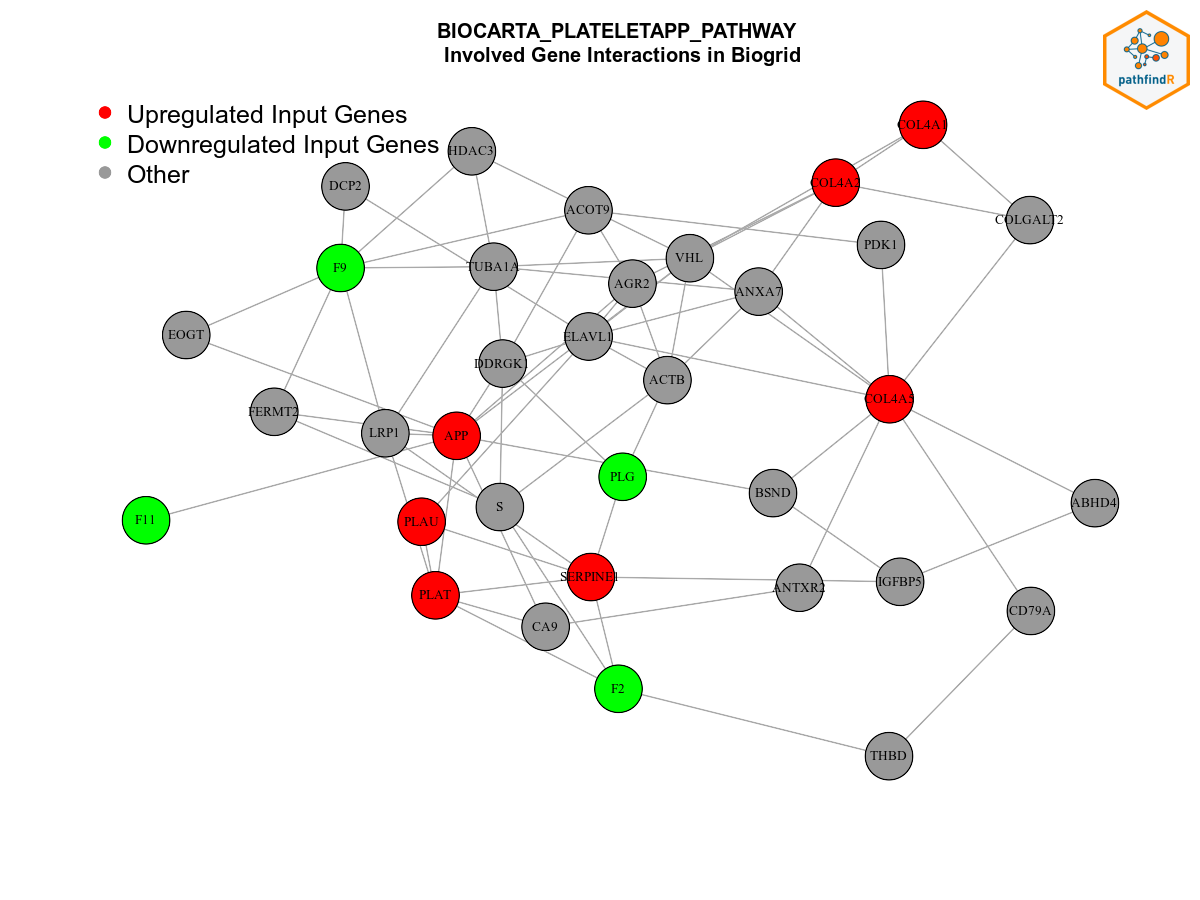 BIOCARTA_PLATELETAPP_PATHWAY
Involved Gene Interactions in Biogrid
pathfindR
Upregulated Input Genes
Downregulated Input Genes
Other
COL4A1
HDAC3
COL4A2
DCP2
ACOT9
COLGALT2
PDK1
VHL
F9
TUBA1A
AGR2
ANXA7
EOGT
ELAVL1
DDRGK1
ACTB
COL4A5
FERMT2
LRP1
APP
PLG
BSND
ABHD4
S
F11
PLAU
SERPINE1
IGFBP5
ANTXR2
PLAT
CD79A
CA9
F2
THBD